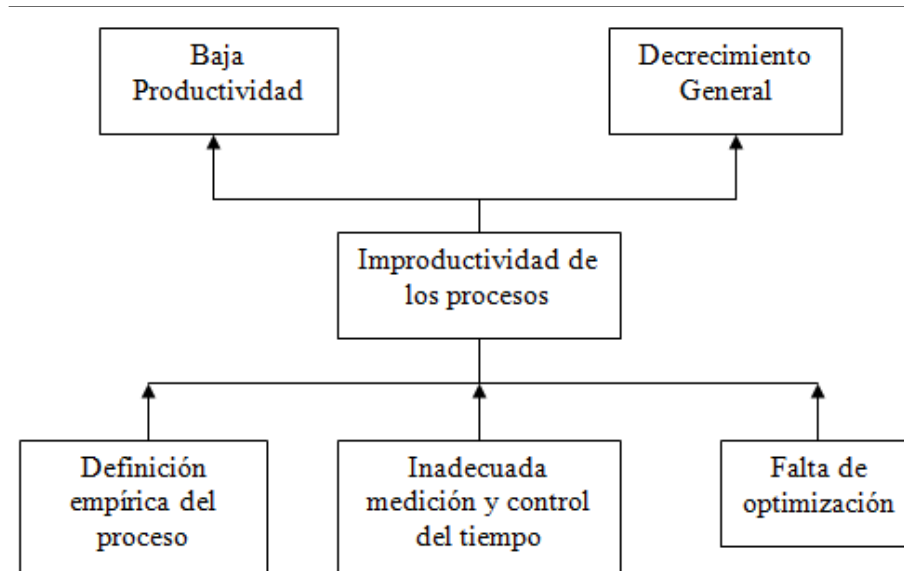 Baja
Productividad
Decrecimiento
General
Improductividad de
los procesos
Definición
empírica del
proceso
Inadecuada
medición y control
del tiempo
Falta de
optimización